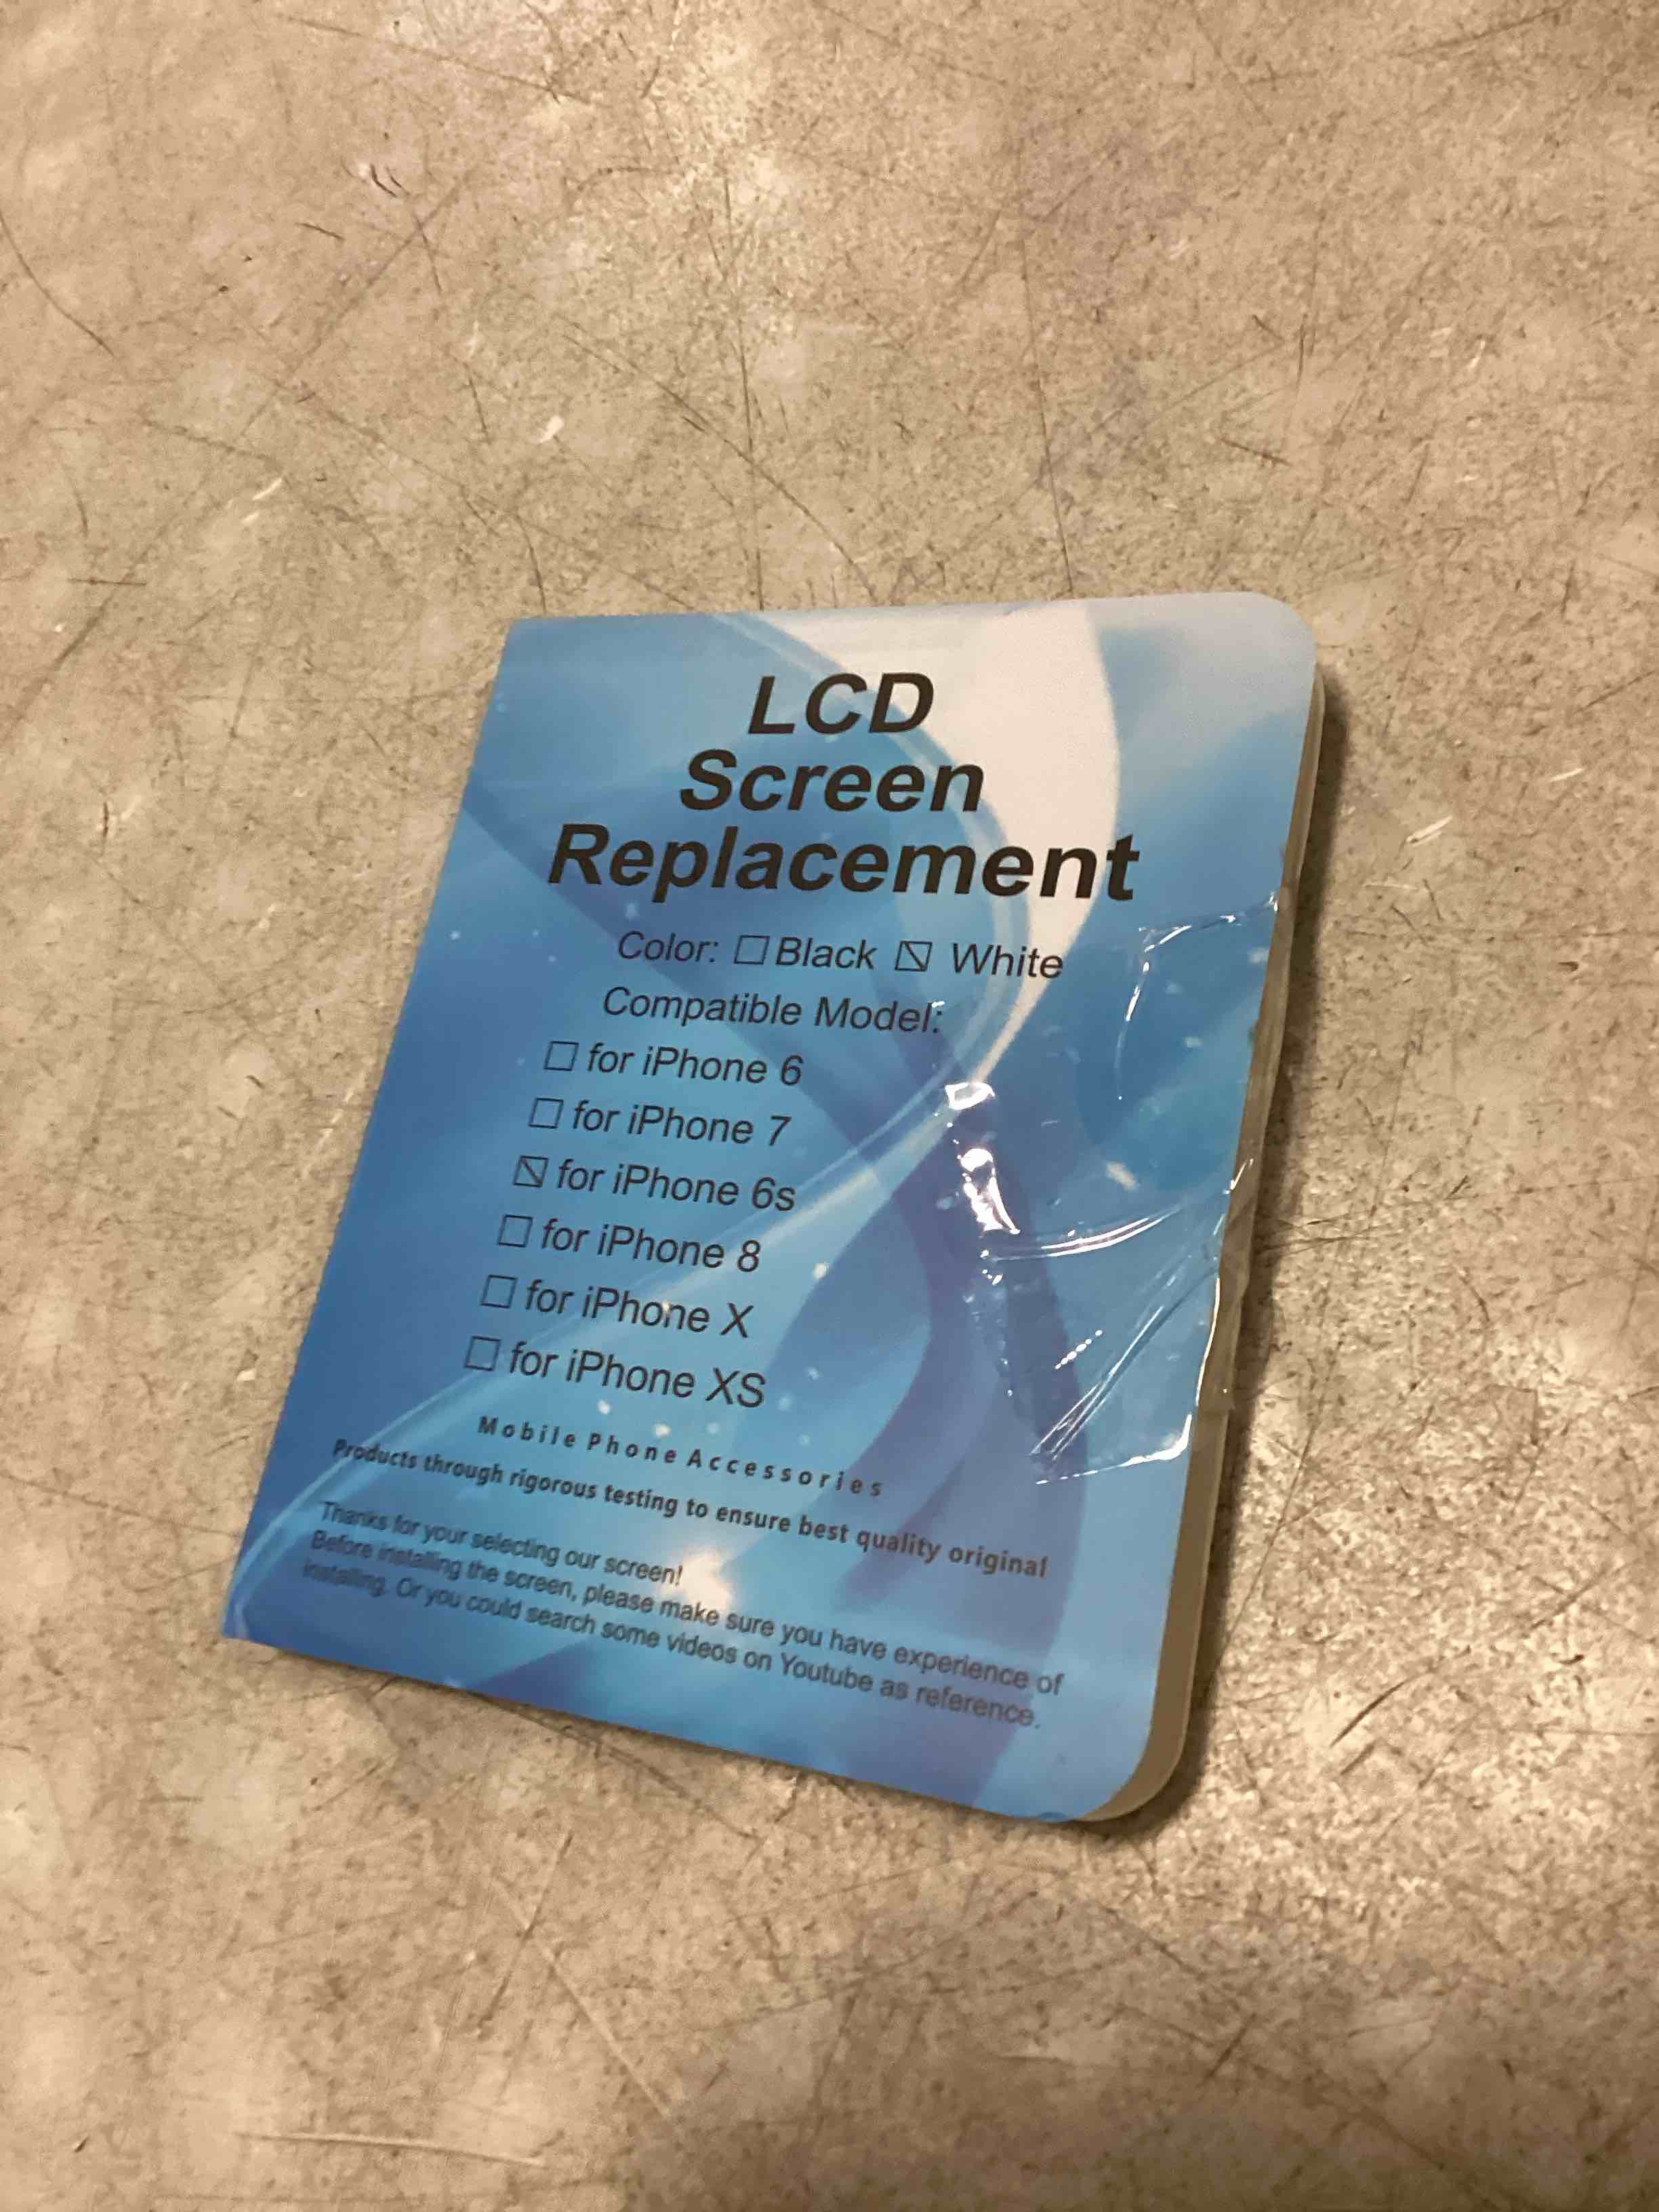 LCD
Screen
Replacement
Color: ☐ Black ☒ White
Compatible Model:
☐ for iPhone 6
☐ for iPhone 7
☒ for iPhone 6s
☐ for iPhone 8
☐ for iPhone X
☐ for iPhone XS
Mobile Phone Accessories
Products through rigorous testing to ensure best quality original
Thanks for your selecting our screen!
Before installing the screen, please make sure you have experience of
installing. Or you could search some videos on Youtube as reference.